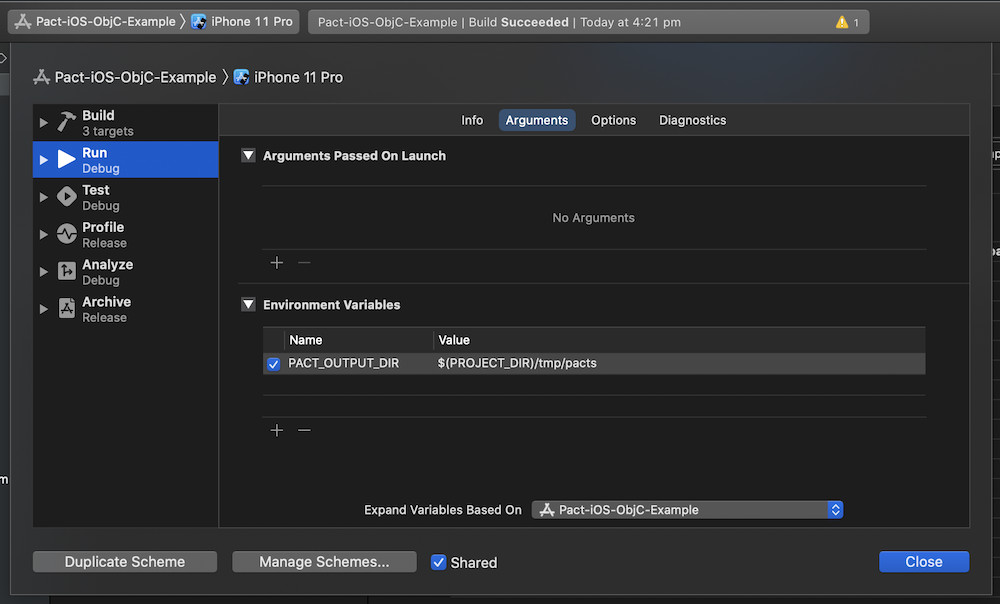 Pact-iOS-ObjC-Example 〉 iPhone 11 Pro
Pact-iOS-ObjC-Example | Build Succeeded | Today at 4:21 pm
1
Pact-iOS-ObjC-Example 〉 iPhone 11 Pro
Build
3 targets
Run
Debug
Test
Debug
Profile
Release
Analyze
Debug
Archive
Release
Info
Arguments
Options
Diagnostics
Arguments Passed On Launch
No Arguments
Environment Variables
Name
Value
PACT_OUTPUT_DIR
$(PROJECT_DIR)/tmp/pacts
Expand Variables Based On
Pact-iOS-ObjC-Example
Duplicate Scheme
Manage Schemes...
Shared
Close